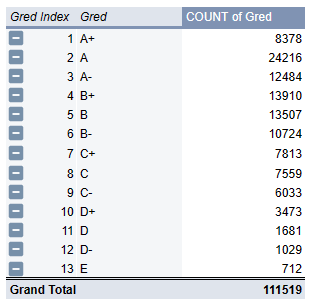 Gred Index Gred COUNT of Gred
1 A+ 8378
2 A 24216
3 A- 12484
4 B+ 13910
5 B 13507
6 B- 10724
7 C+ 7813
8 C 7559
9 C- 6033
10 D+ 3473
11 D 1681
12 D- 1029
13 E 712
Grand Total 111519